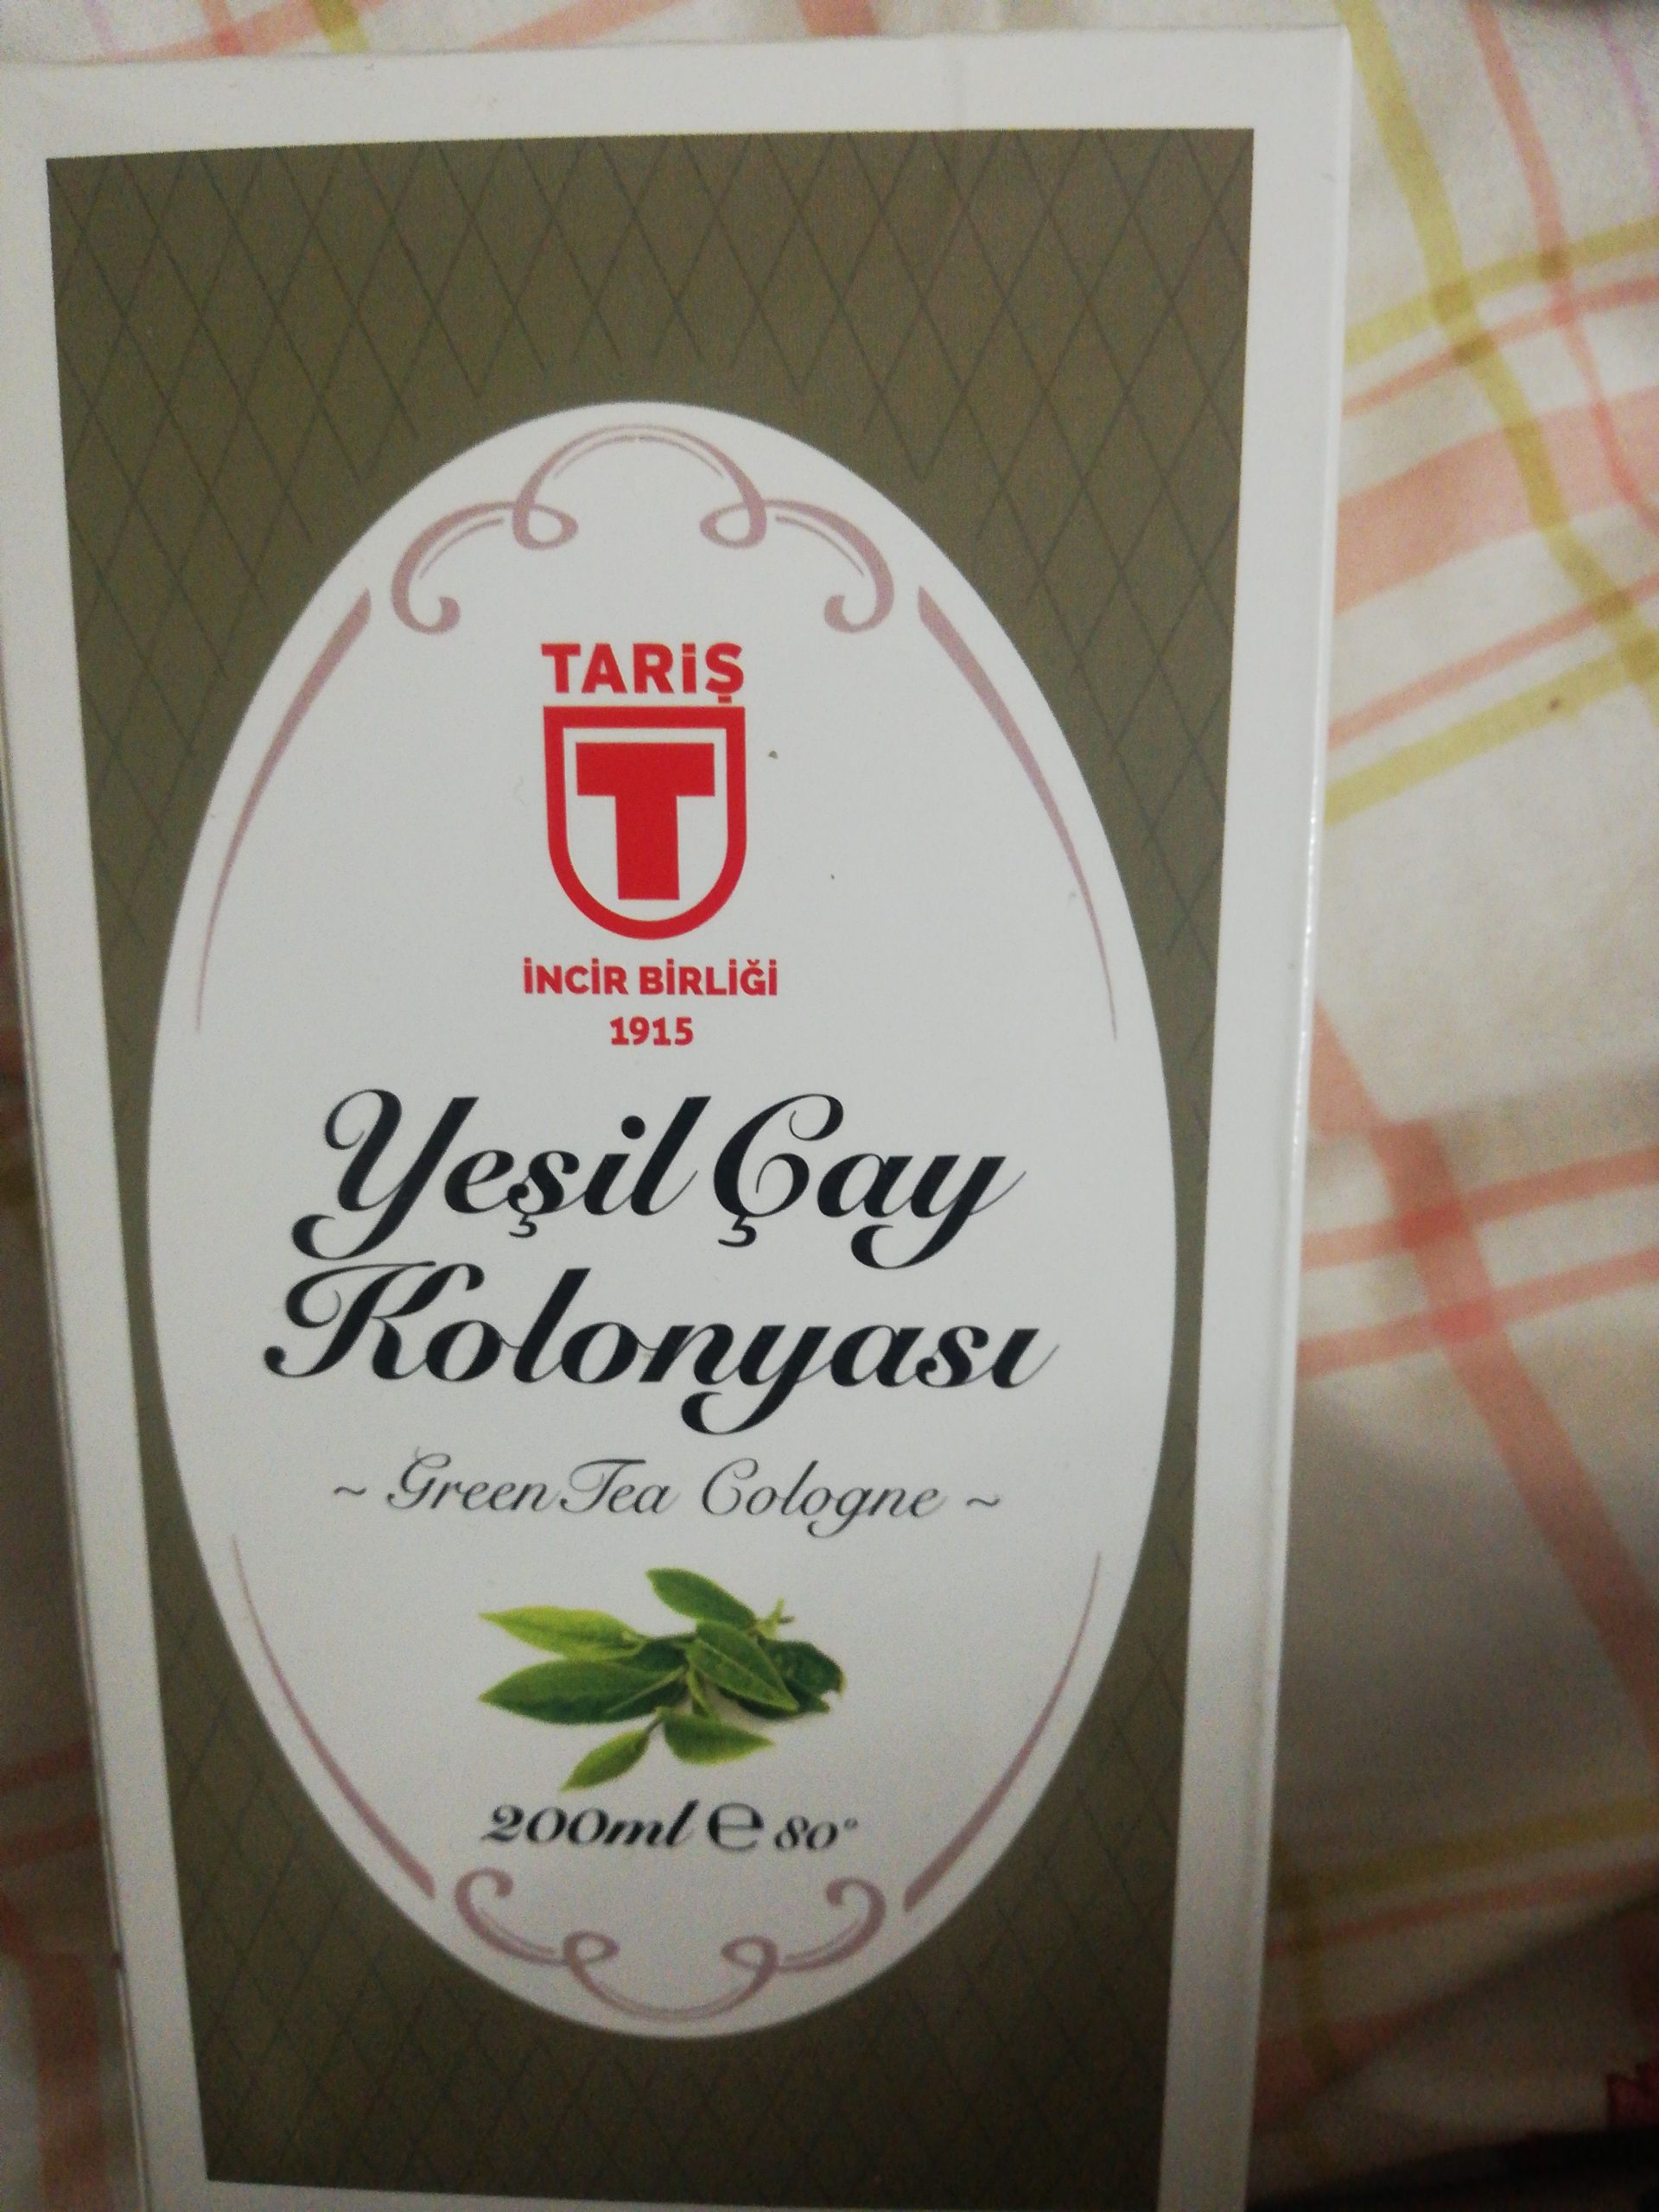 TARİŞ
T
İNCİR BİRLİĞİ
1915
Yeşil Çay
Kolonyası
~ Green Tea Cologne ~
200ml ℮ 80°